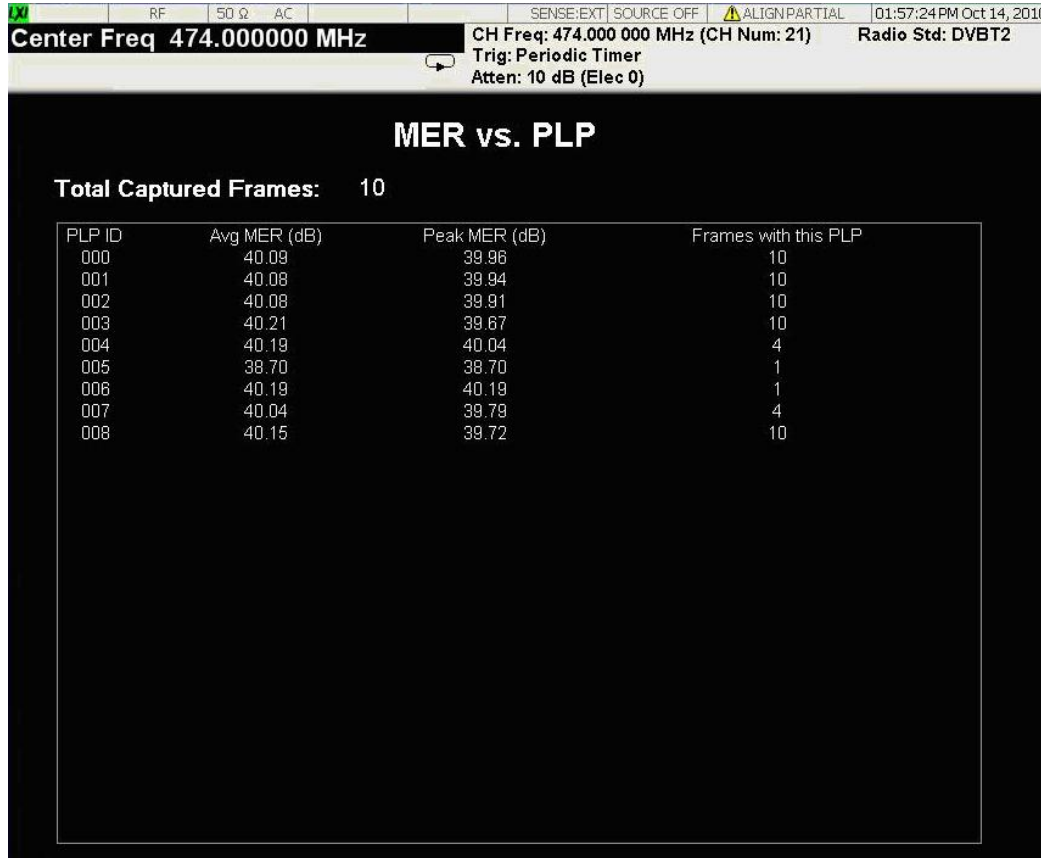 LXI RF 50 Ω AC SENSE:EXT SOURCE OFF ALIGN PARTIAL 01:57:24 PM Oct 14, 2010
Center Freq 474.000000 MHz
CH Freq: 474.000 000 MHz (CH Num: 21) Radio Std: DVBT2
Trig: Periodic Timer
Atten: 10 dB (Elec 0)
MER vs. PLP
Total Captured Frames: 10
PLP ID Avg MER (dB) Peak MER (dB) Frames with this PLP
000 40.09 39.96 10
001 40.08 39.94 10
002 40.08 39.91 10
003 40.21 39.67 10
004 40.19 40.04 4
005 38.70 38.70 1
006 40.19 40.19 1
007 40.04 39.79 4
008 40.15 39.72 10